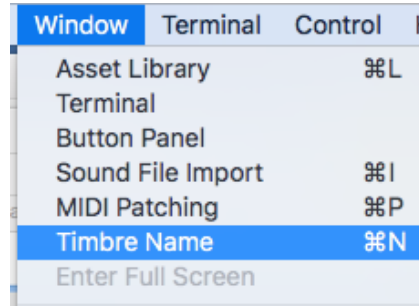 Window Terminal Control
Asset Library ⌘L
Terminal
Button Panel
Sound File Import ⌘I
MIDI Patching ⌘P
Timbre Name ⌘N
Enter Full Screen